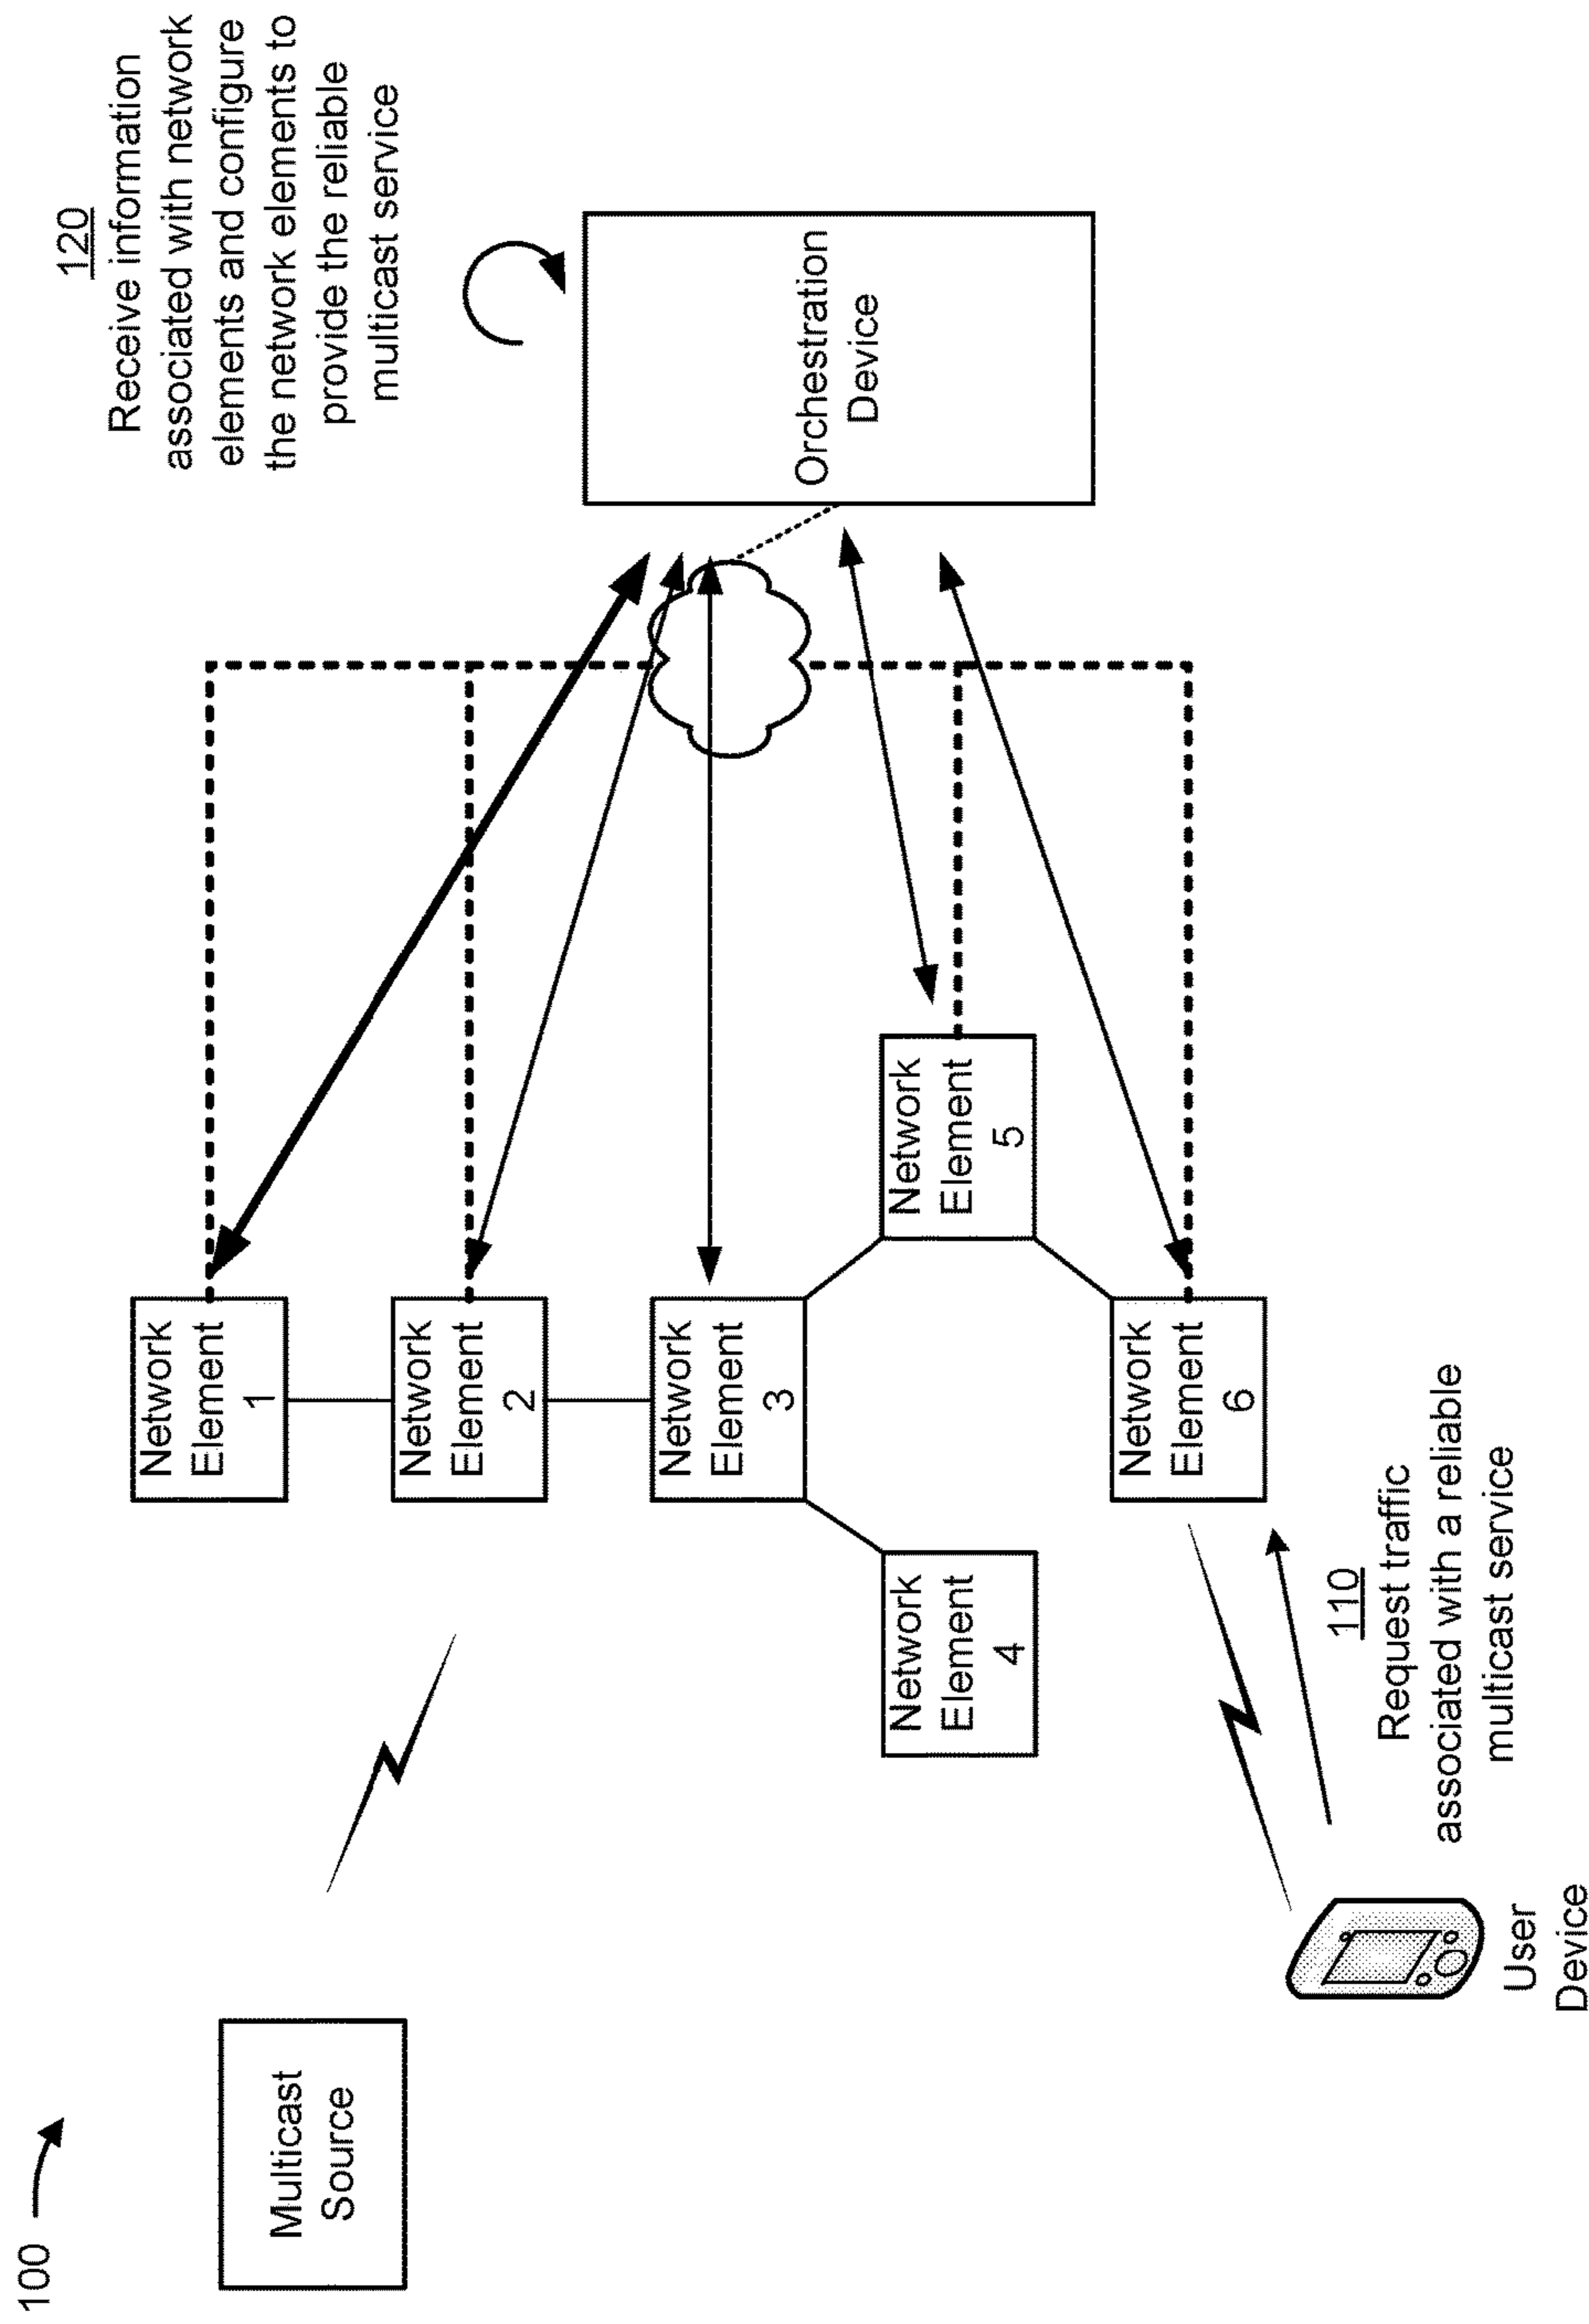 100
120
Receive information
associated with network
elements and configure
the network elements to
provide the reliable
multicast service
Multicast
Source
Network
Element
1
Network
Element
2
Network
Element
3
Network
Element
4
Network
Element
5
Network
Element
6
Orchestration
Device
110
Request traffic
associated with a reliable
multicast service
User
Device